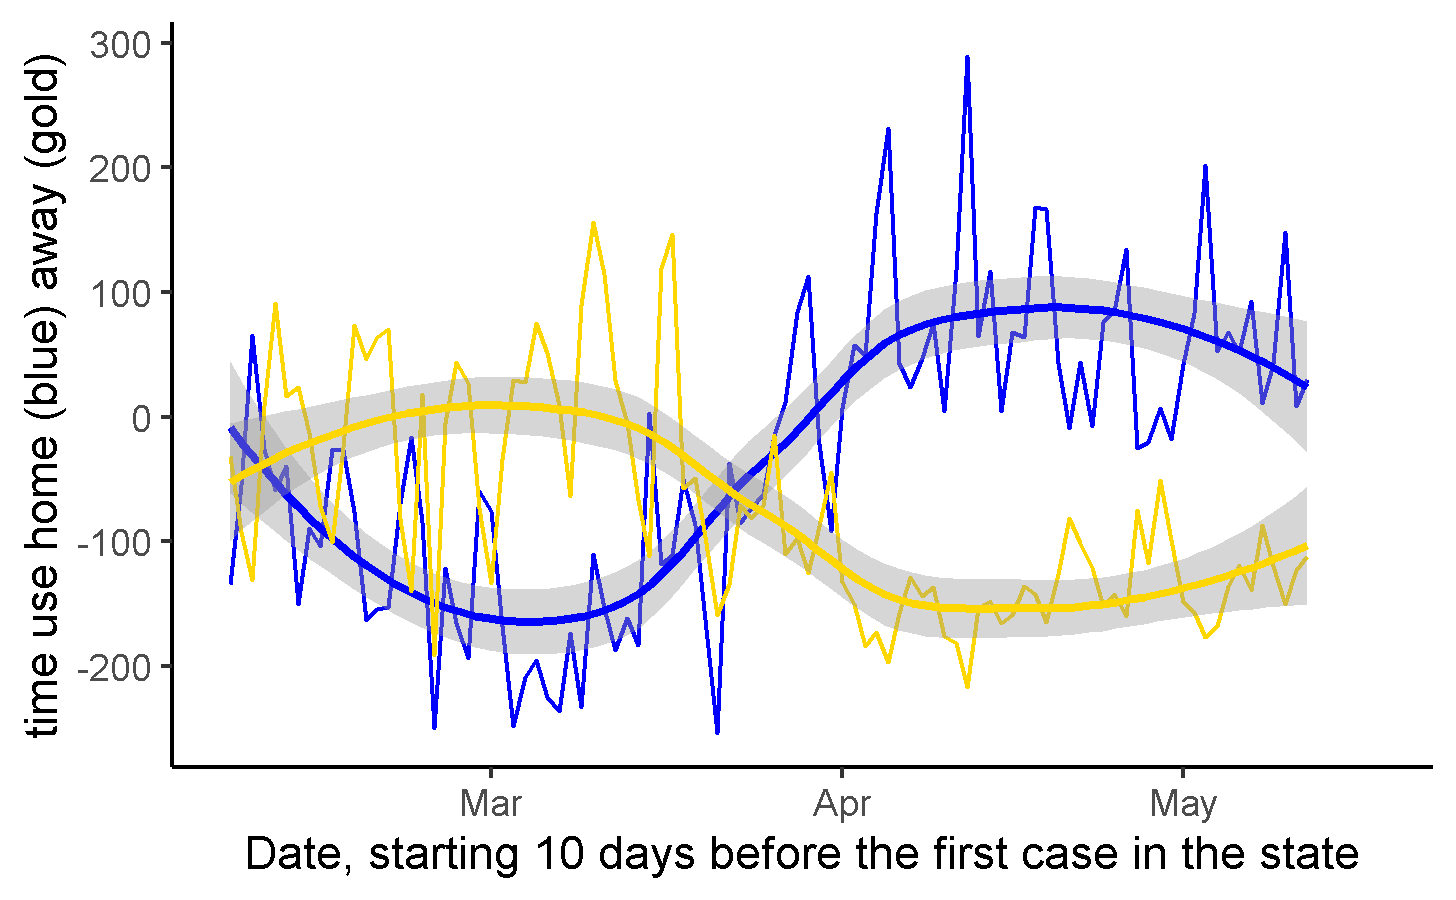 time use home (blue) away (gold)
300
200
100
0
-100
-200
Mar
Apr
May
Date, starting 10 days before the first case in the state